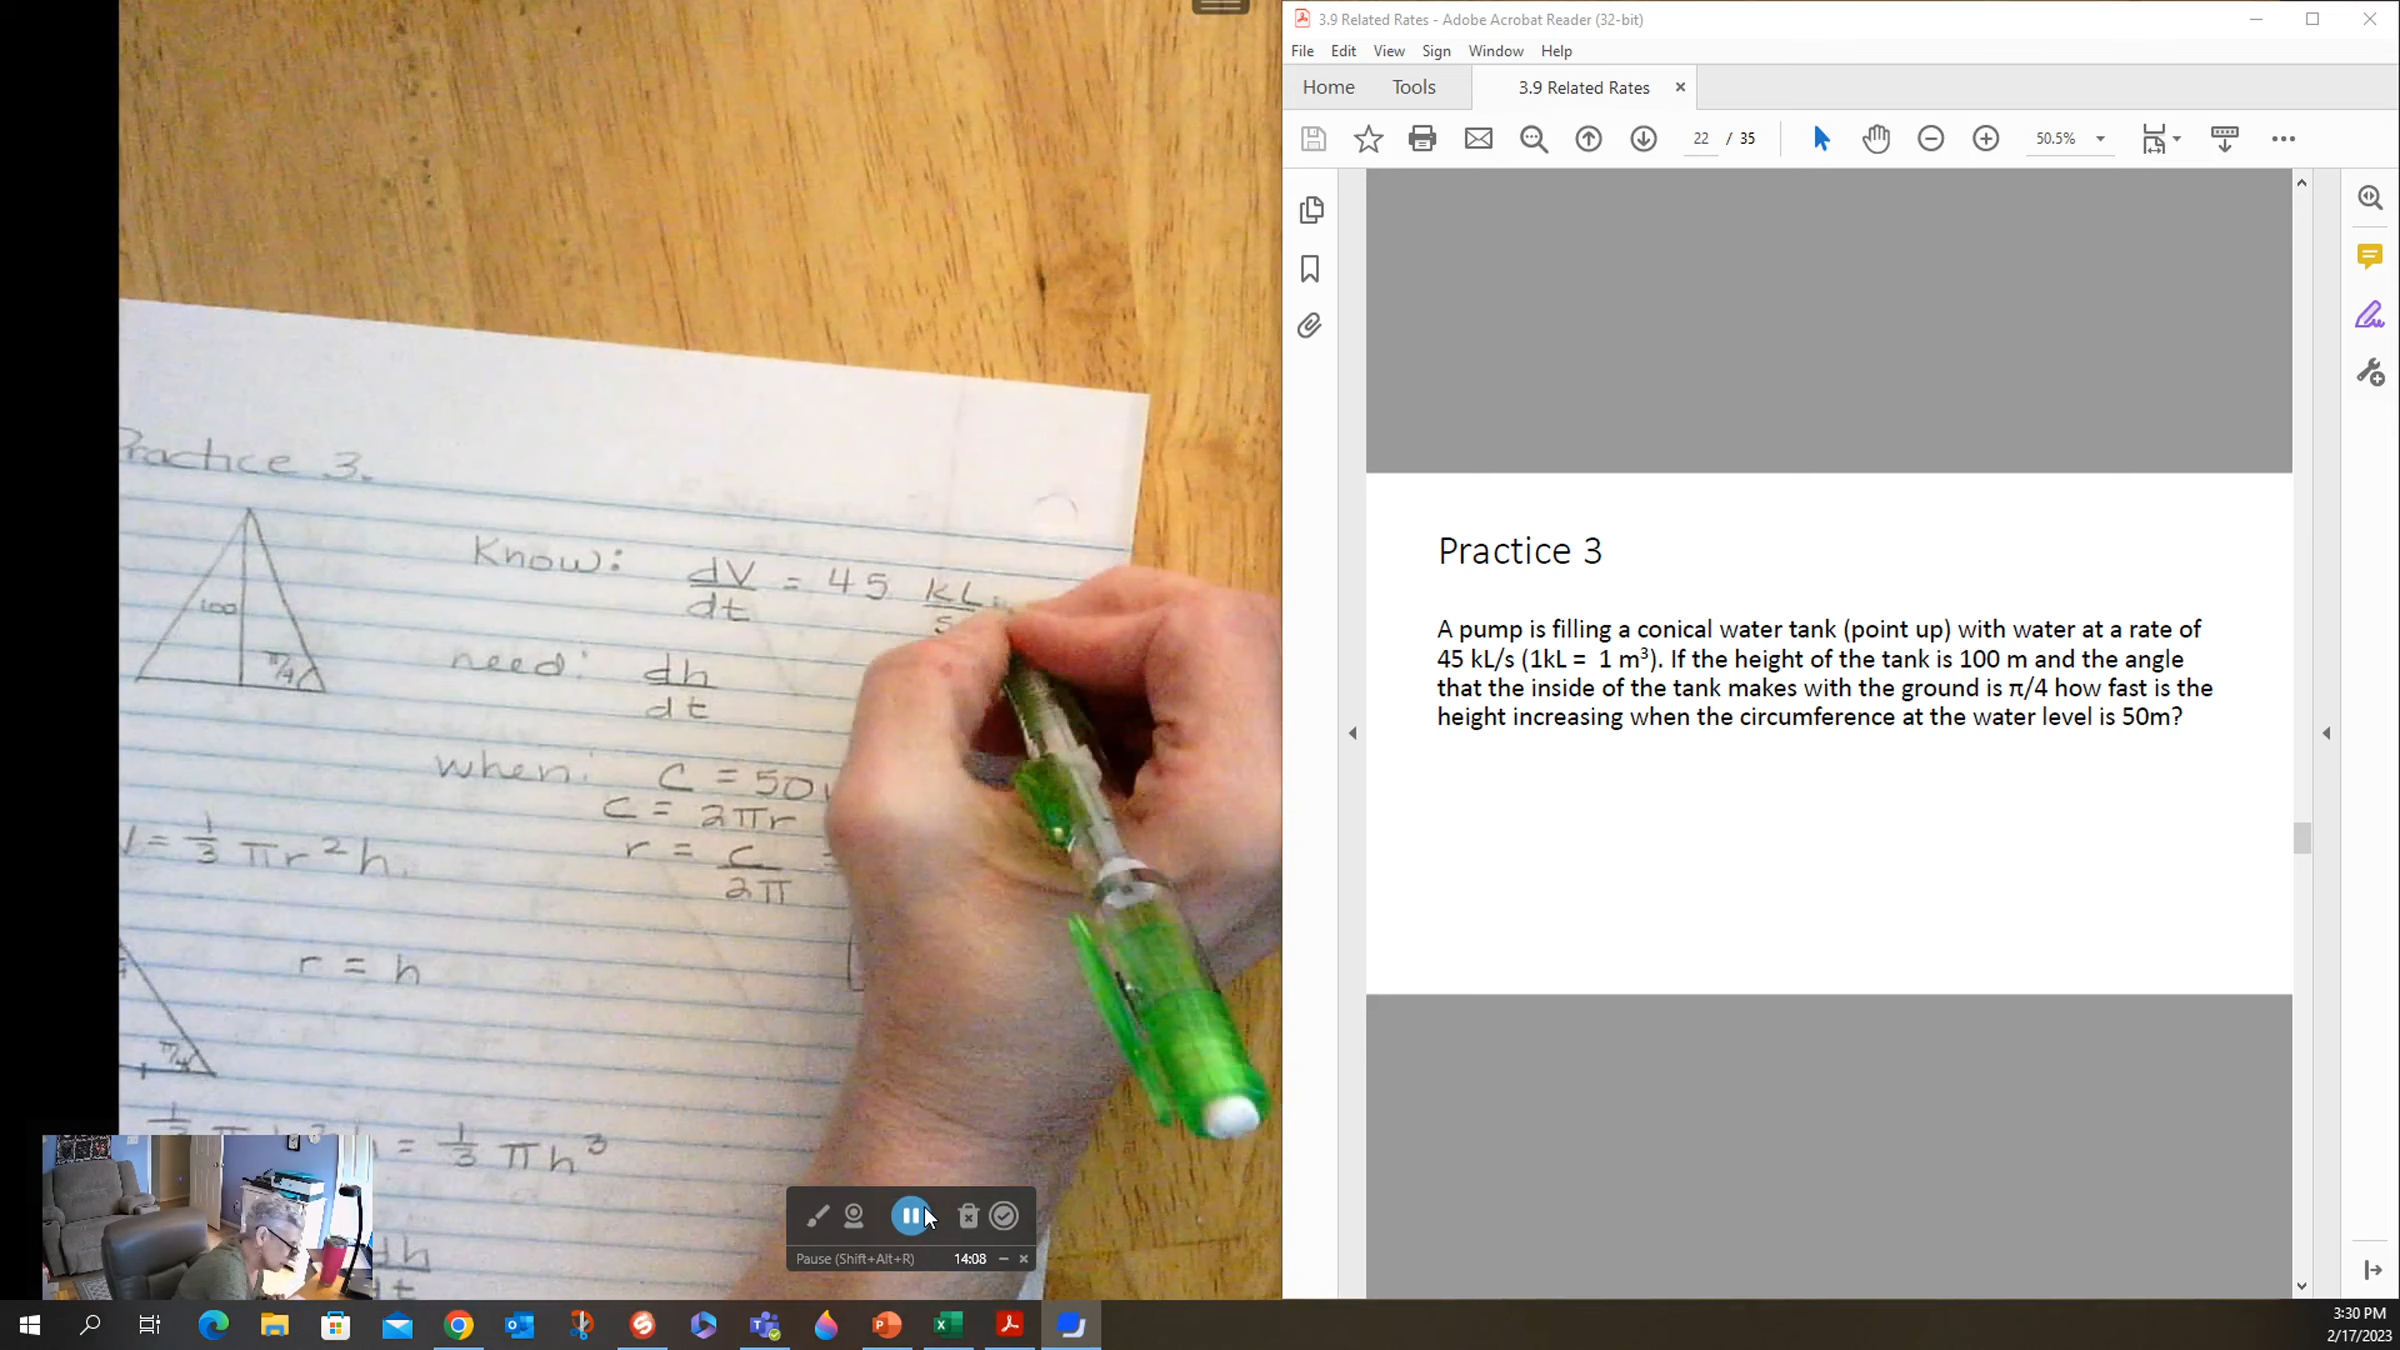 Practice 3.
Know: dV/dt = 45 kL/s
100
π/4
need: dh/dt
when: C = 50
C = 2πr
V = 1/3 πr²h.
r = C/2π =
r = h
π/4
= 1/3 πh³
dh
Pause (Shift+Alt+R) 14:08
3.9 Related Rates - Adobe Acrobat Reader (32-bit)
File Edit View Sign Window Help
Home Tools 3.9 Related Rates
22 / 35 50.5%
Practice 3
A pump is filling a conical water tank (point up) with water at a rate of
45 kL/s (1kL = 1 m³). If the height of the tank is 100 m and the angle
that the inside of the tank makes with the ground is π/4 how fast is the
height increasing when the circumference at the water level is 50m?
3:30 PM
2/17/2023